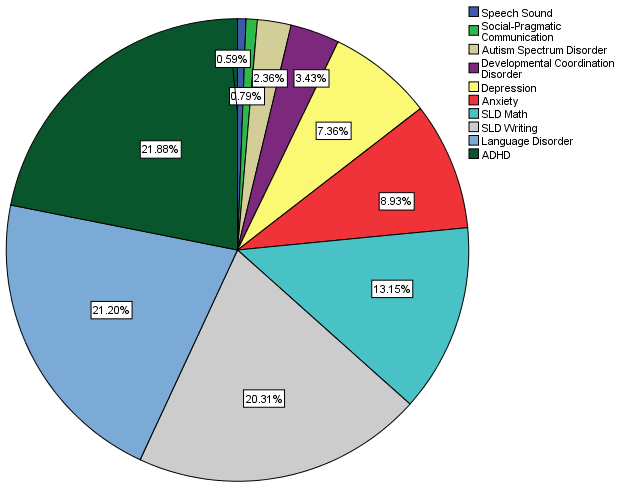 Speech Sound
Social-Pragmatic
Communication
Autism Spectrum Disorder
Developmental Coordination
Disorder
Depression
Anxiety
SLD Math
SLD Writing
Language Disorder
ADHD
0.59%
0.79%
2.36%
3.43%
7.36%
8.93%
13.15%
20.31%
21.20%
21.88%